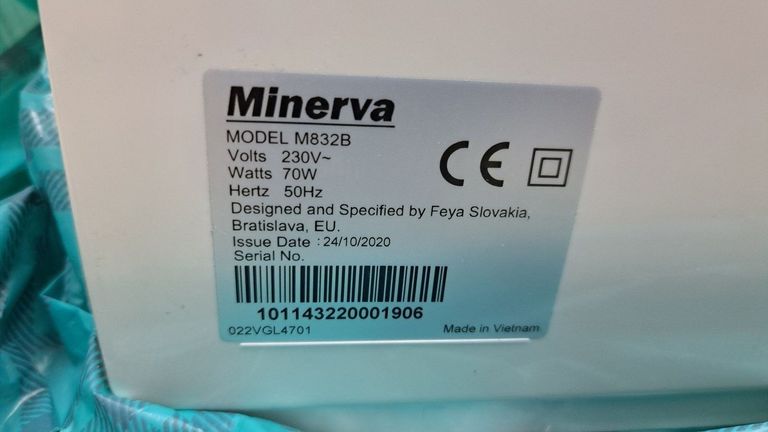 Minerva
MODEL M832B
Volts 230V~
Watts 70W
Hertz 50Hz
CE
Designed and Specified by Feya Slovakia,
Bratislava, EU.
Issue Date : 24/10/2020
Serial No.
101143220001906
022VGL4701 Made in Vietnam